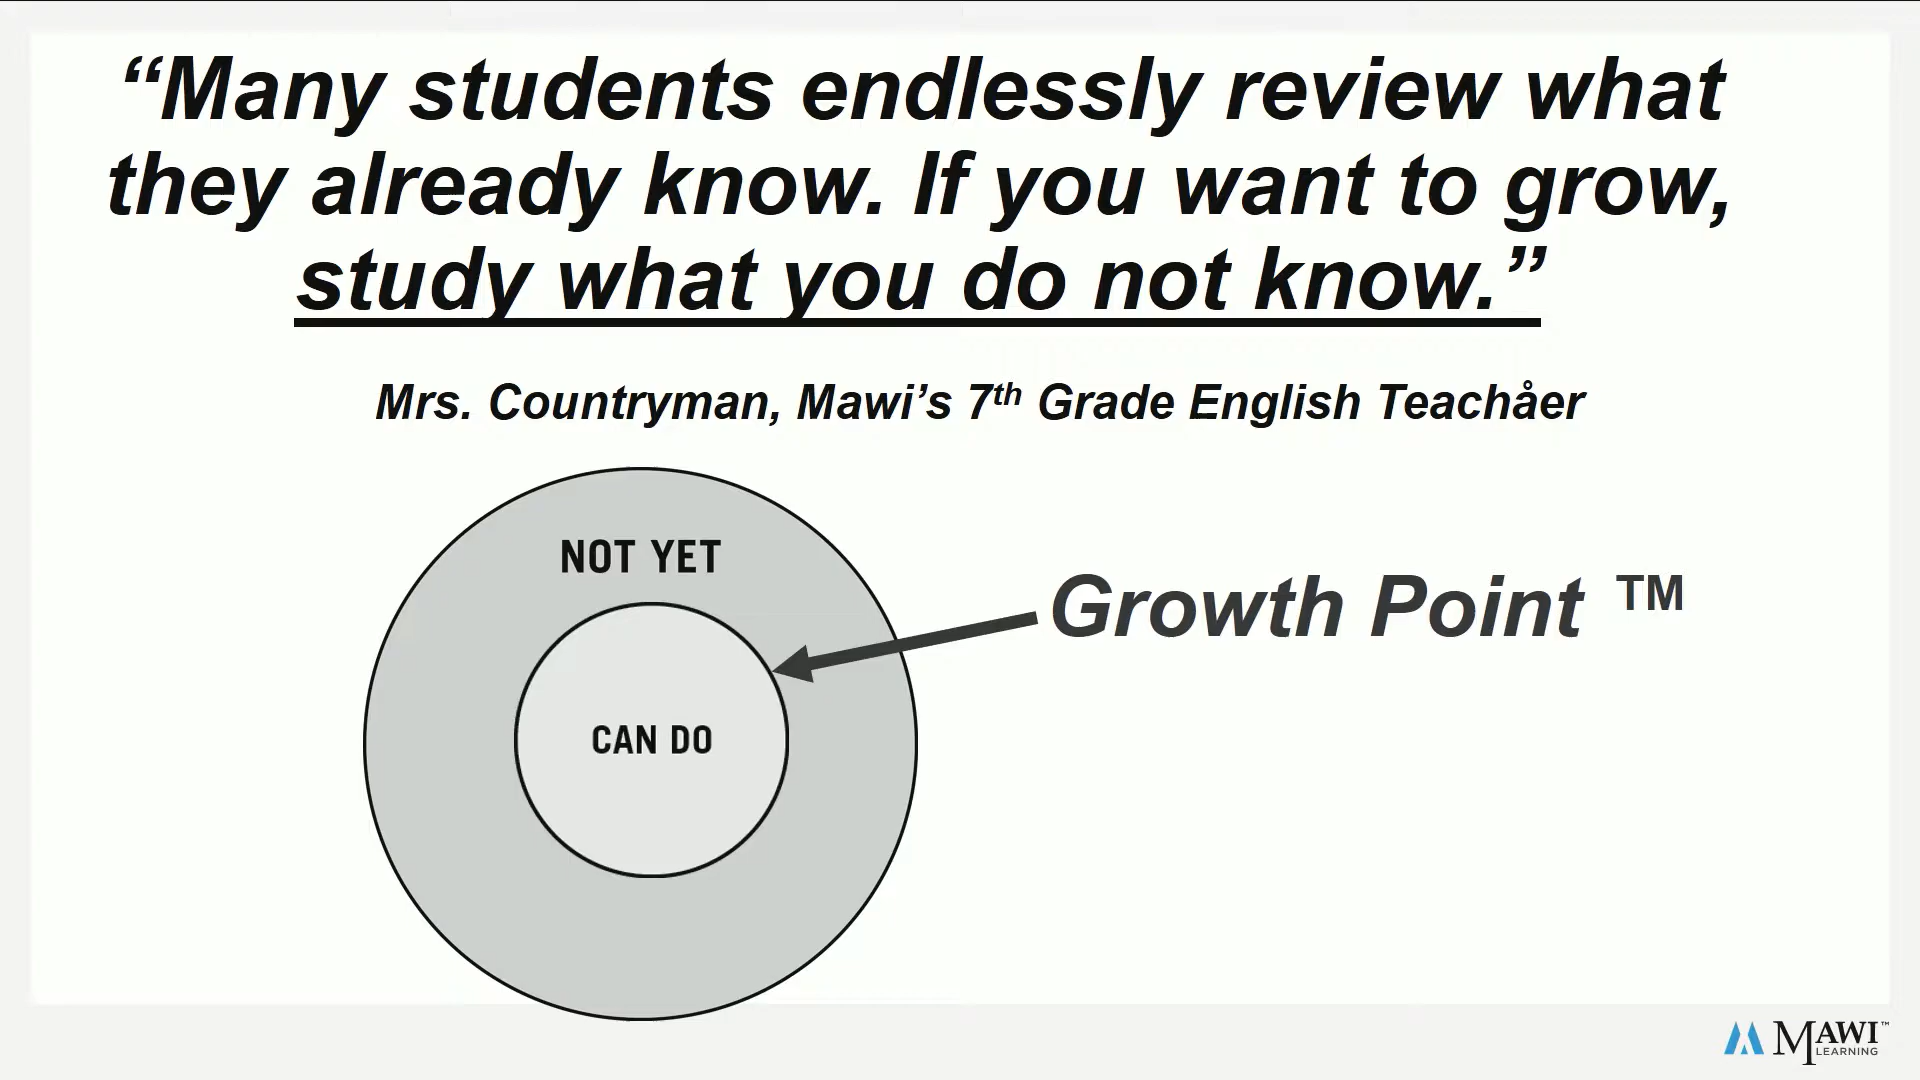 “Many students endlessly review what
they already know. If you want to grow,
study what you do not know.”
Mrs. Countryman, Mawi’s 7th Grade English Teachåer
NOT YET
Growth Point ™
CAN DO
MAWI™
LEARNING